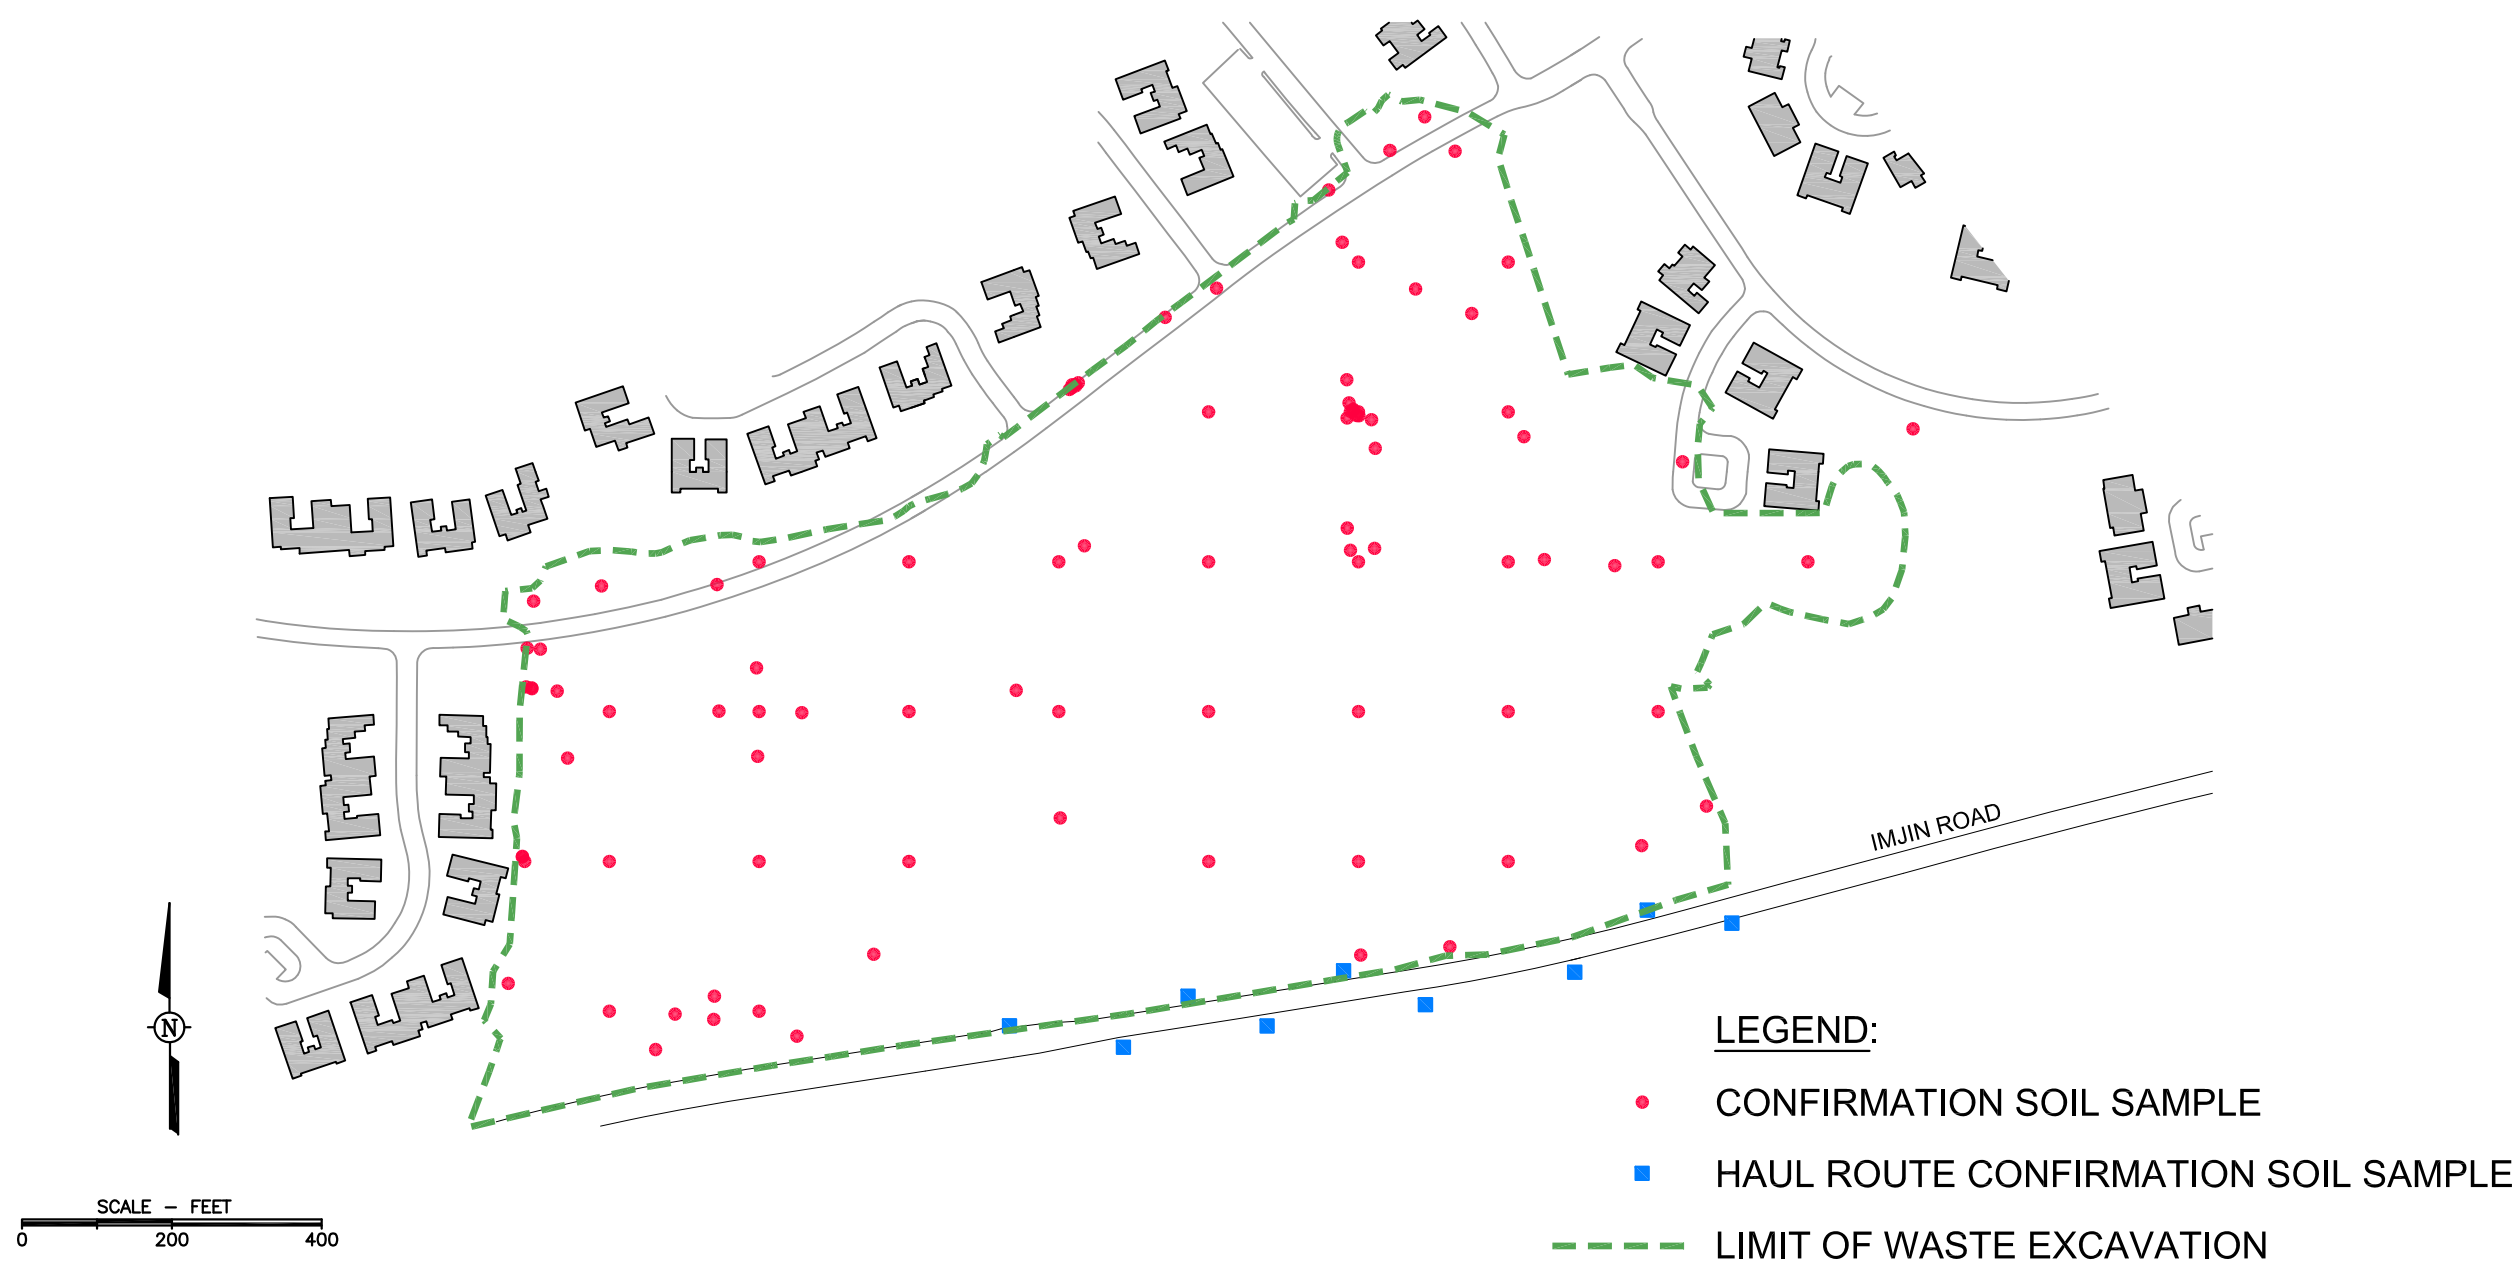 IMJIN ROAD
N
LEGEND:
CONFIRMATION SOIL SAMPLE
HAUL ROUTE CONFIRMATION SOIL SAMPLE
LIMIT OF WASTE EXCAVATION
SCALE - FEET
0 200 400